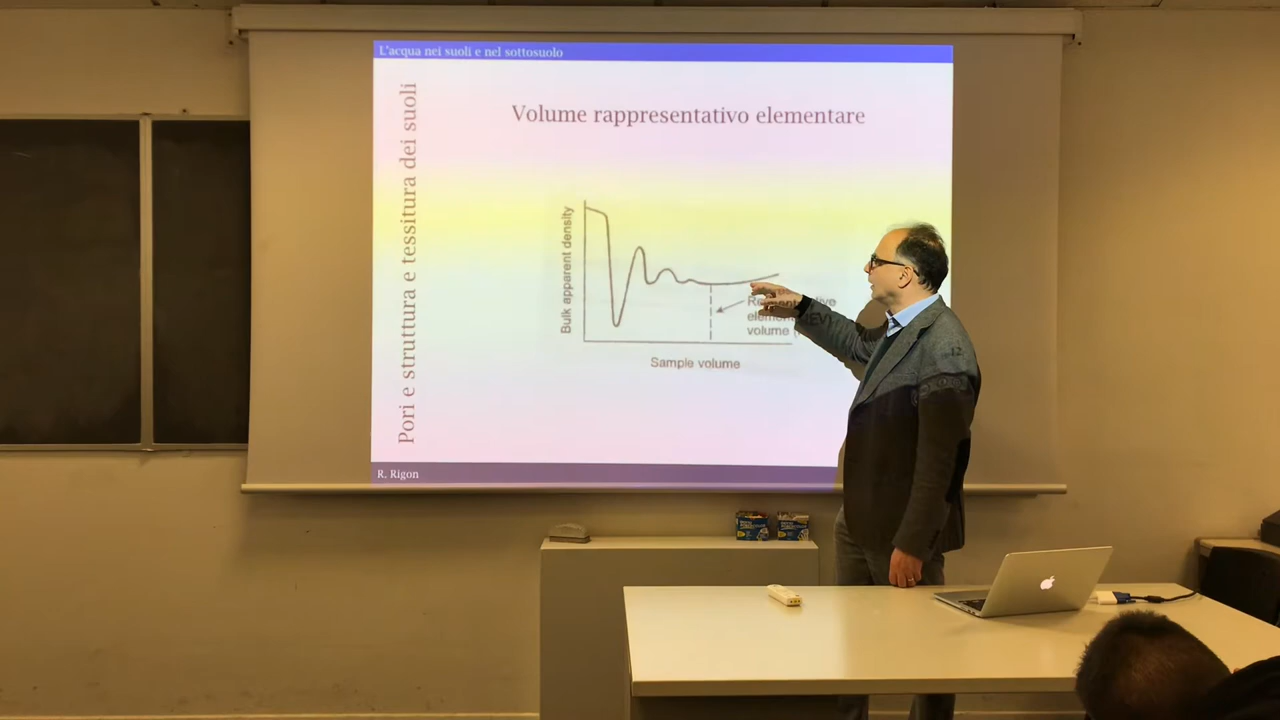 L'acqua nei suoli e nel sottosuolo
Pori e struttura e tessitura dei suoli
Volume rappresentativo elementare
Bulk apparent density
volume
Sample volume
R. Rigon